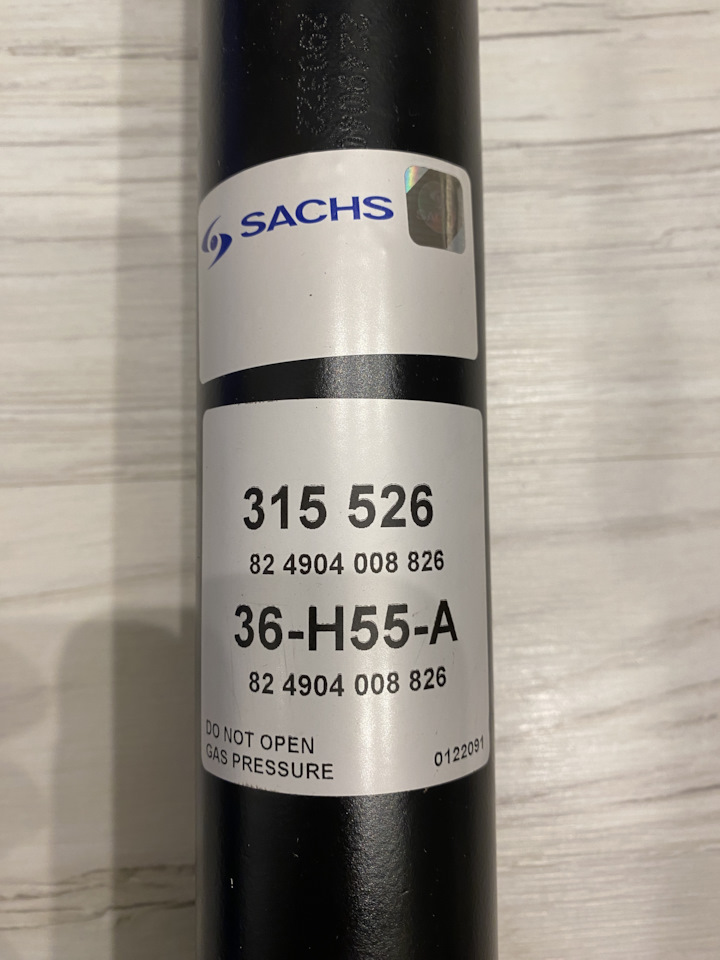 SACHS
315 526
82 4904 008 826
36-H55-A
82 4904 008 826
DO NOT OPEN
GAS PRESSURE
0122091